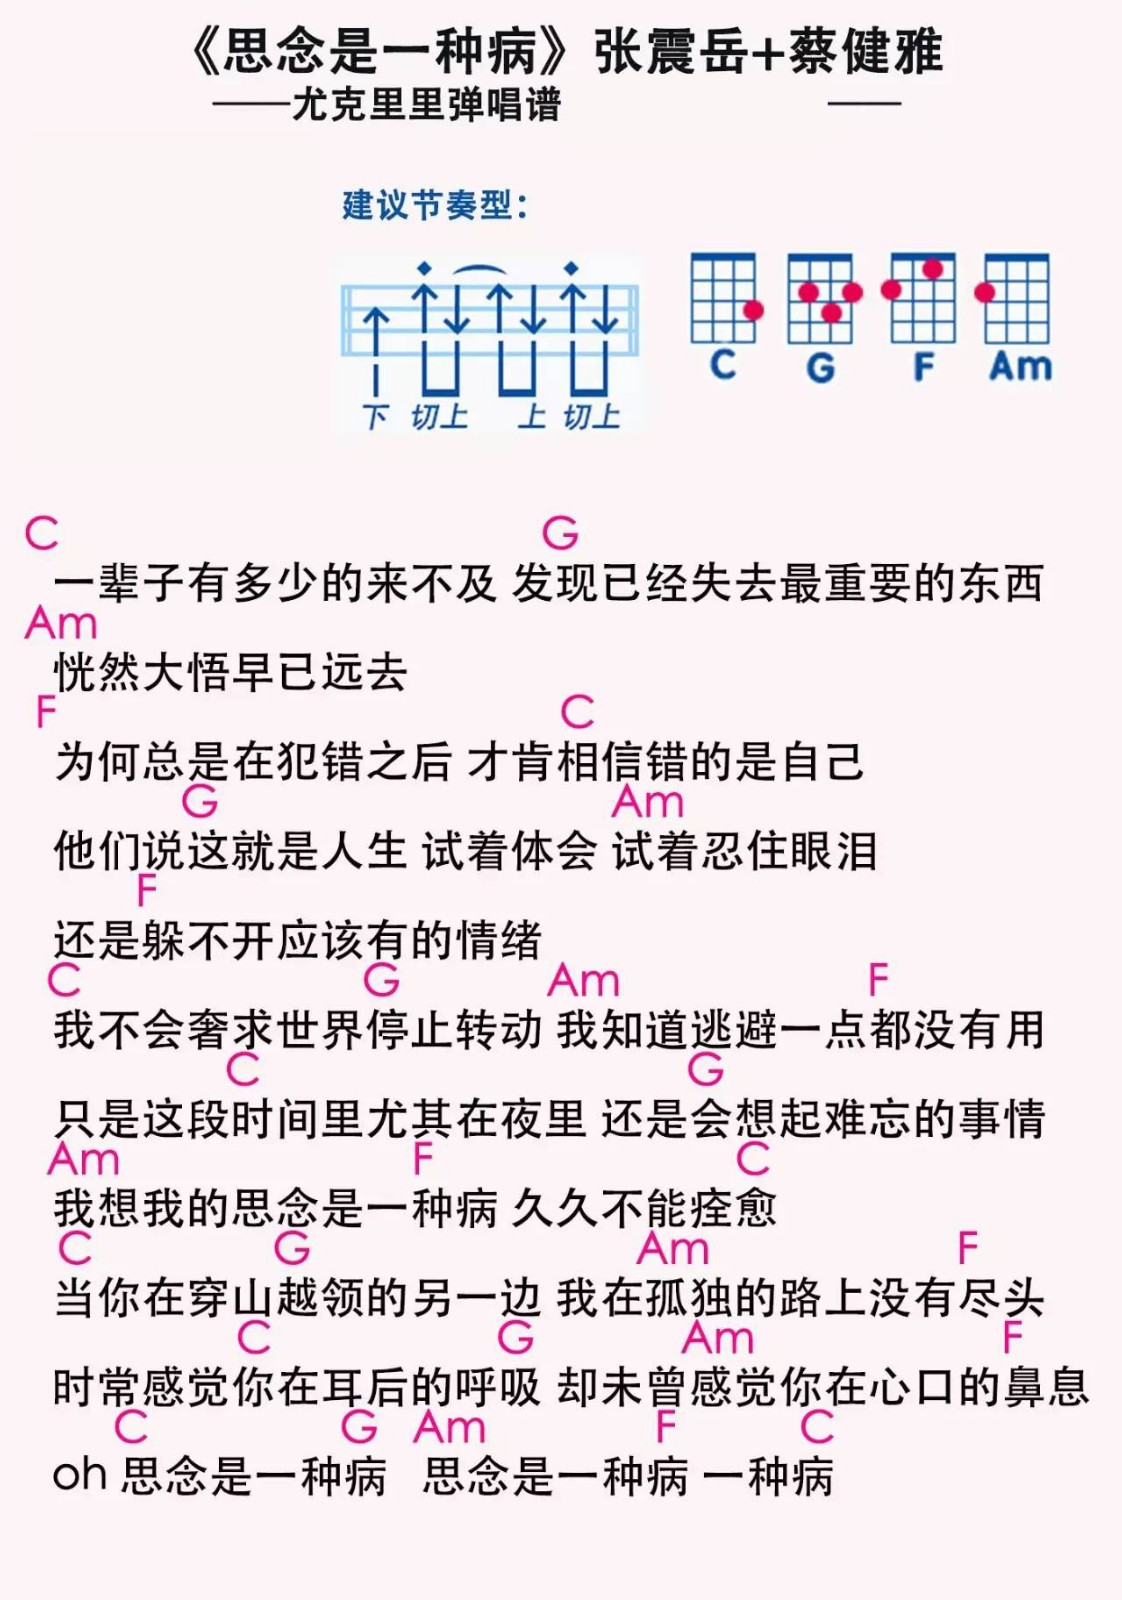 《思念是一种病》张震岳+蔡健雅
——尤克里里弹唱谱 ——
建议节奏型：
下 切上 上 切上
C G F Am
C G
一辈子有多少的来不及 发现已经失去最重要的东西
Am
恍然大悟早已远去
F C
为何总是在犯错之后 才肯相信错的是自己
G Am
他们说这就是人生 试着体会 试着忍住眼泪
F
还是躲不开应该有的情绪
C G Am F
我不会奢求世界停止转动 我知道逃避一点都没有用
C G
只是这段时间里尤其在夜里 还是会想起难忘的事情
Am F C
我想我的思念是一种病 久久不能痊愈
C G Am F
当你在穿山越领的另一边 我在孤独的路上没有尽头
C G Am F
时常感觉你在耳后的呼吸 却未曾感觉你在心口的鼻息
C G Am F C
oh 思念是一种病 思念是一种病 一种病